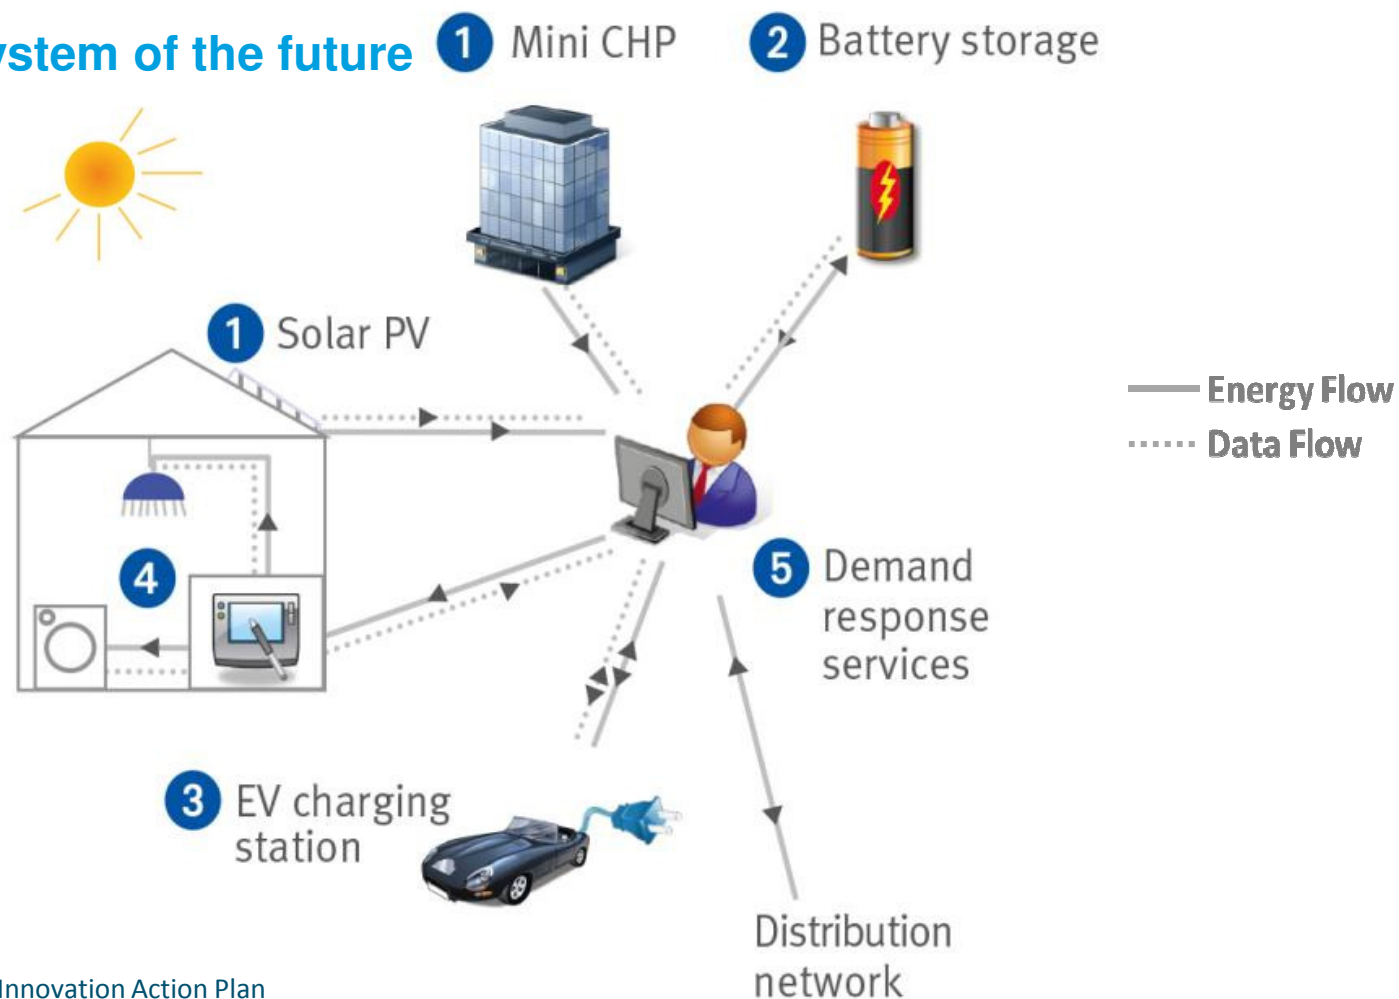 ystem of the future
1 Mini CHP
2 Battery storage
1 Solar PV
Energy Flow
Data Flow
4
5 Demand
response
services
3 EV charging
station
Distribution
network
Innovation Action Plan